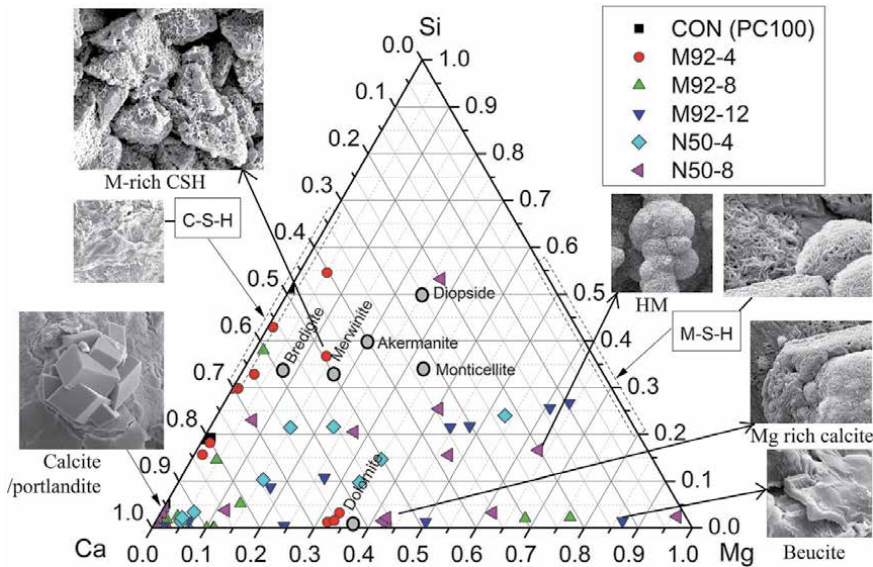 Si
CON (PC100)
M92-4
M92-8
M92-12
N50-4
N50-8
0.0
0.1
0.2
0.3
0.4
0.5
0.6
0.7
0.8
0.9
1.0
1.0
0.9
0.8
0.7
0.6
0.5
0.4
0.3
0.2
0.1
0.0
M-rich CSH
C-S-H
Calcite
/portlandite
HM
M-S-H
Mg rich calcite
Beucite
Diopside
Bredigite
Merwinite
Akermanite
Monticellite
Dolomite
Ca
0.0
0.1
0.2
0.3
0.4
0.5
0.6
0.7
0.8
0.9
1.0
Mg